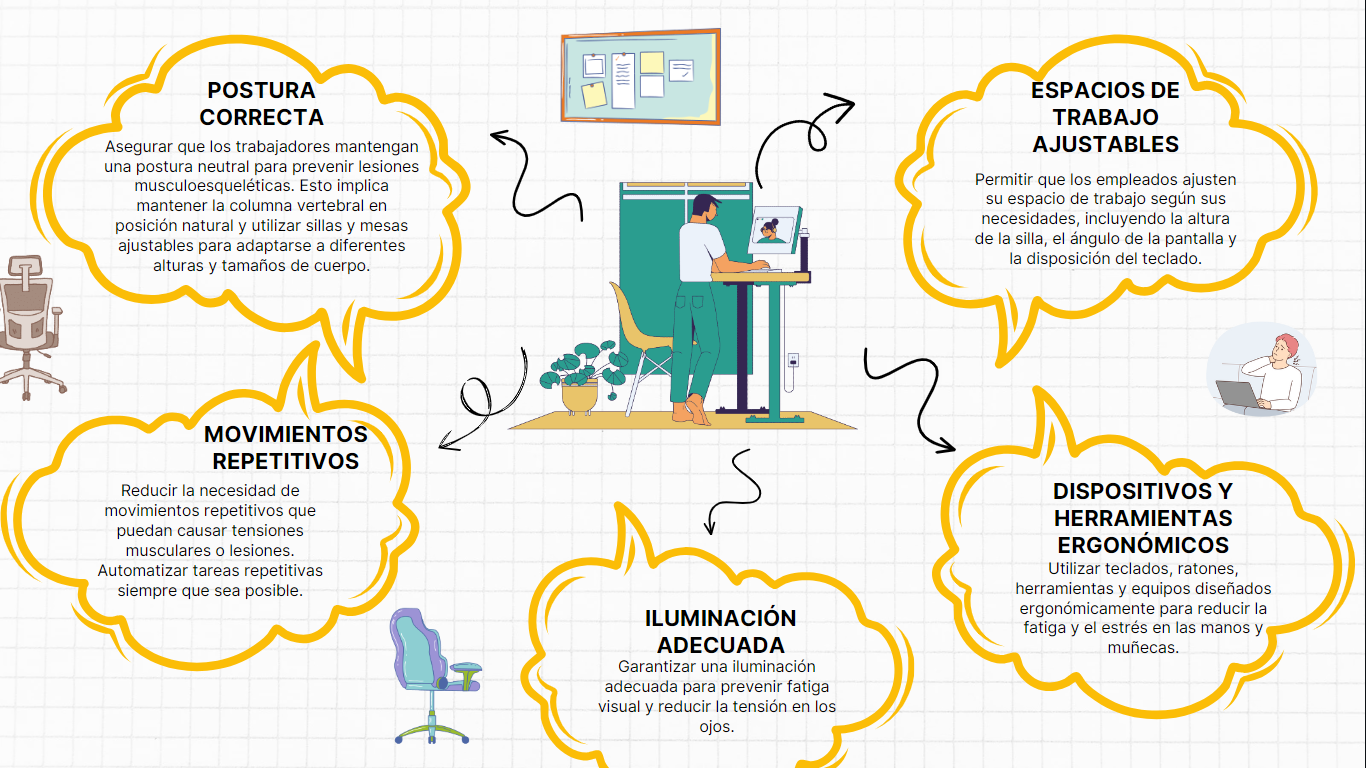 POSTURA
CORRECTA
Asegurar que los trabajadores mantengan
una postura neutral para prevenir lesiones
musculoesqueléticas. Esto implica
mantener la columna vertebral en
posición natural y utilizar sillas y mesas
ajustables para adaptarse a diferentes
alturas y tamaños de cuerpo.
ESPACIOS DE
TRABAJO
AJUSTABLES
Permitir que los empleados ajusten
su espacio de trabajo según sus
necesidades, incluyendo la altura
de la silla, el ángulo de la pantalla y
la disposición del teclado.
MOVIMIENTOS
REPETITIVOS
Reducir la necesidad de
movimientos repetitivos que
puedan causar tensiones
musculares o lesiones.
Automatizar tareas repetitivas
siempre que sea posible.
ILUMINACIÓN
ADECUADA
Garantizar una iluminación
adecuada para prevenir fatiga
visual y reducir la tensión en los
ojos.
DISPOSITIVOS Y
HERRAMIENTAS
ERGONÓMICOS
Utilizar teclados, ratones,
herramientas y equipos diseñados
ergonómicamente para reducir la
fatiga y el estrés en las manos y
muñecas.